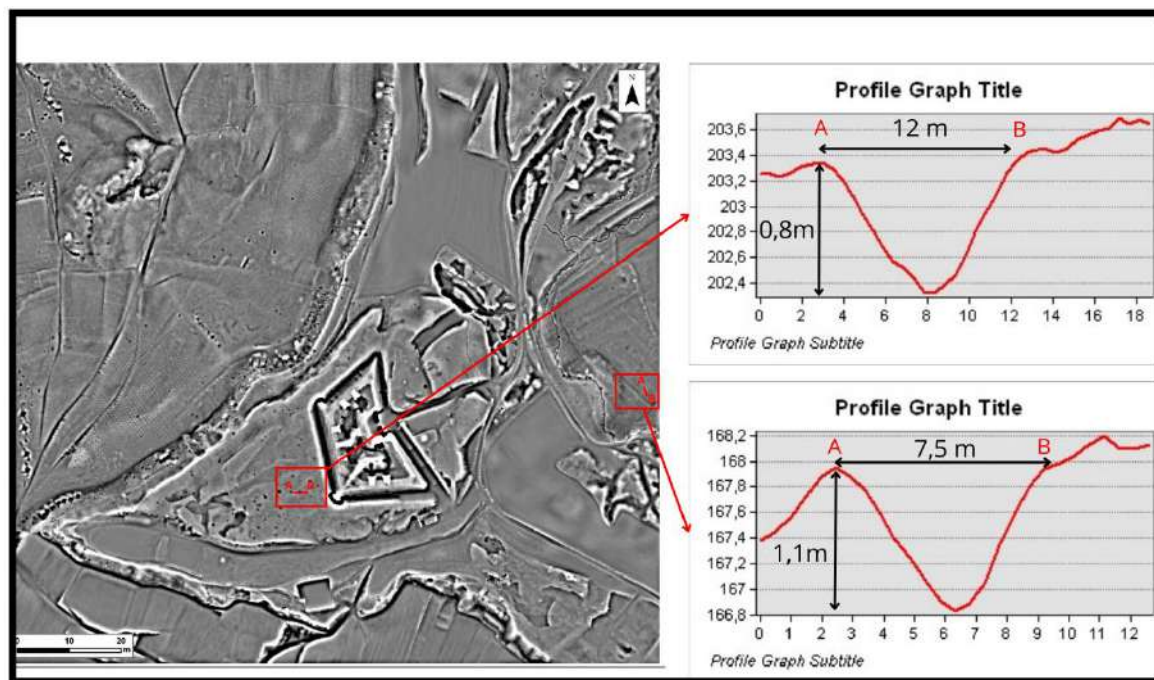 N
0 10 20
m
A B
A
B
Profile Graph Title
A 12 m B
203,6
203,4
203,2
203
202,8
202,6
202,4
0,8m
0 2 4 6 8 10 12 14 16 18
Profile Graph Subtitle
Profile Graph Title
A 7,5 m B
168,2
168
167,8
167,6
167,4
167,2
167
166,8
1,1m
0 1 2 3 4 5 6 7 8 9 10 11 12
Profile Graph Subtitle